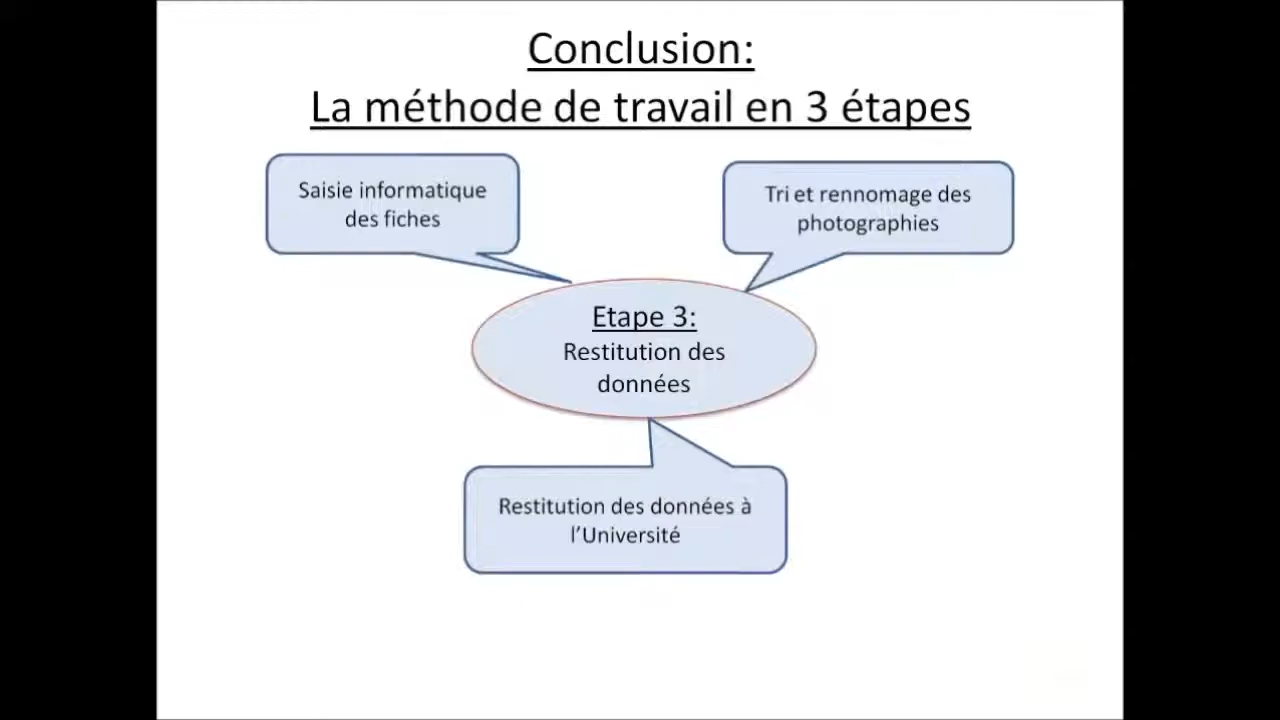 Conclusion:
La méthode de travail en 3 étapes
Saisie informatique
des fiches
Tri et rennomage des
photographies
Etape 3:
Restitution des
données
Restitution des données à
l’Université